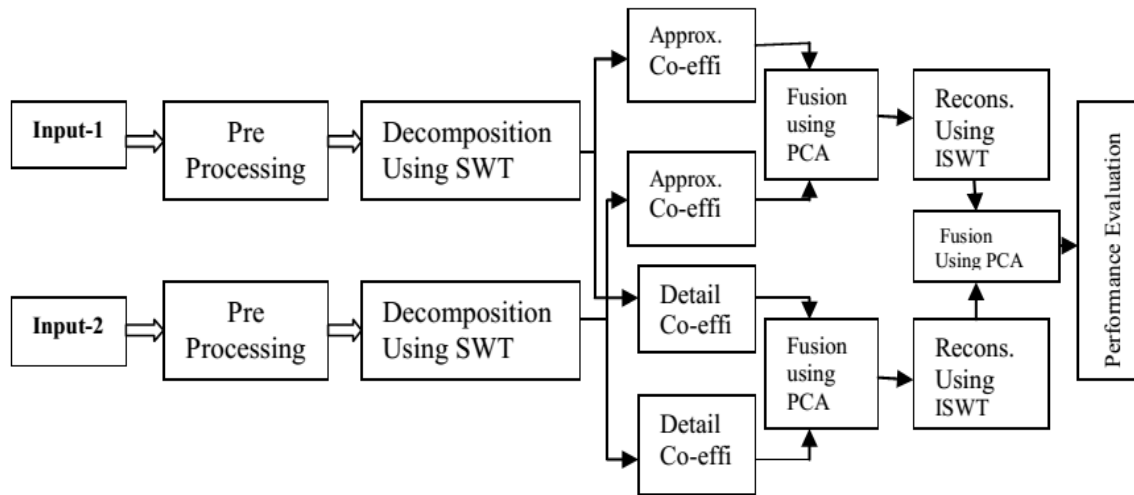 Input-1
Pre
Processing
Decomposition
Using SWT
Approx.
Co-effi
Approx.
Co-effi
Fusion
using
PCA
Recons.
Using
ISWT
Fusion
Using PCA
Performance Evaluation
Input-2
Pre
Processing
Decomposition
Using SWT
Detail
Co-effi
Detail
Co-effi
Fusion
using
PCA
Recons.
Using
ISWT